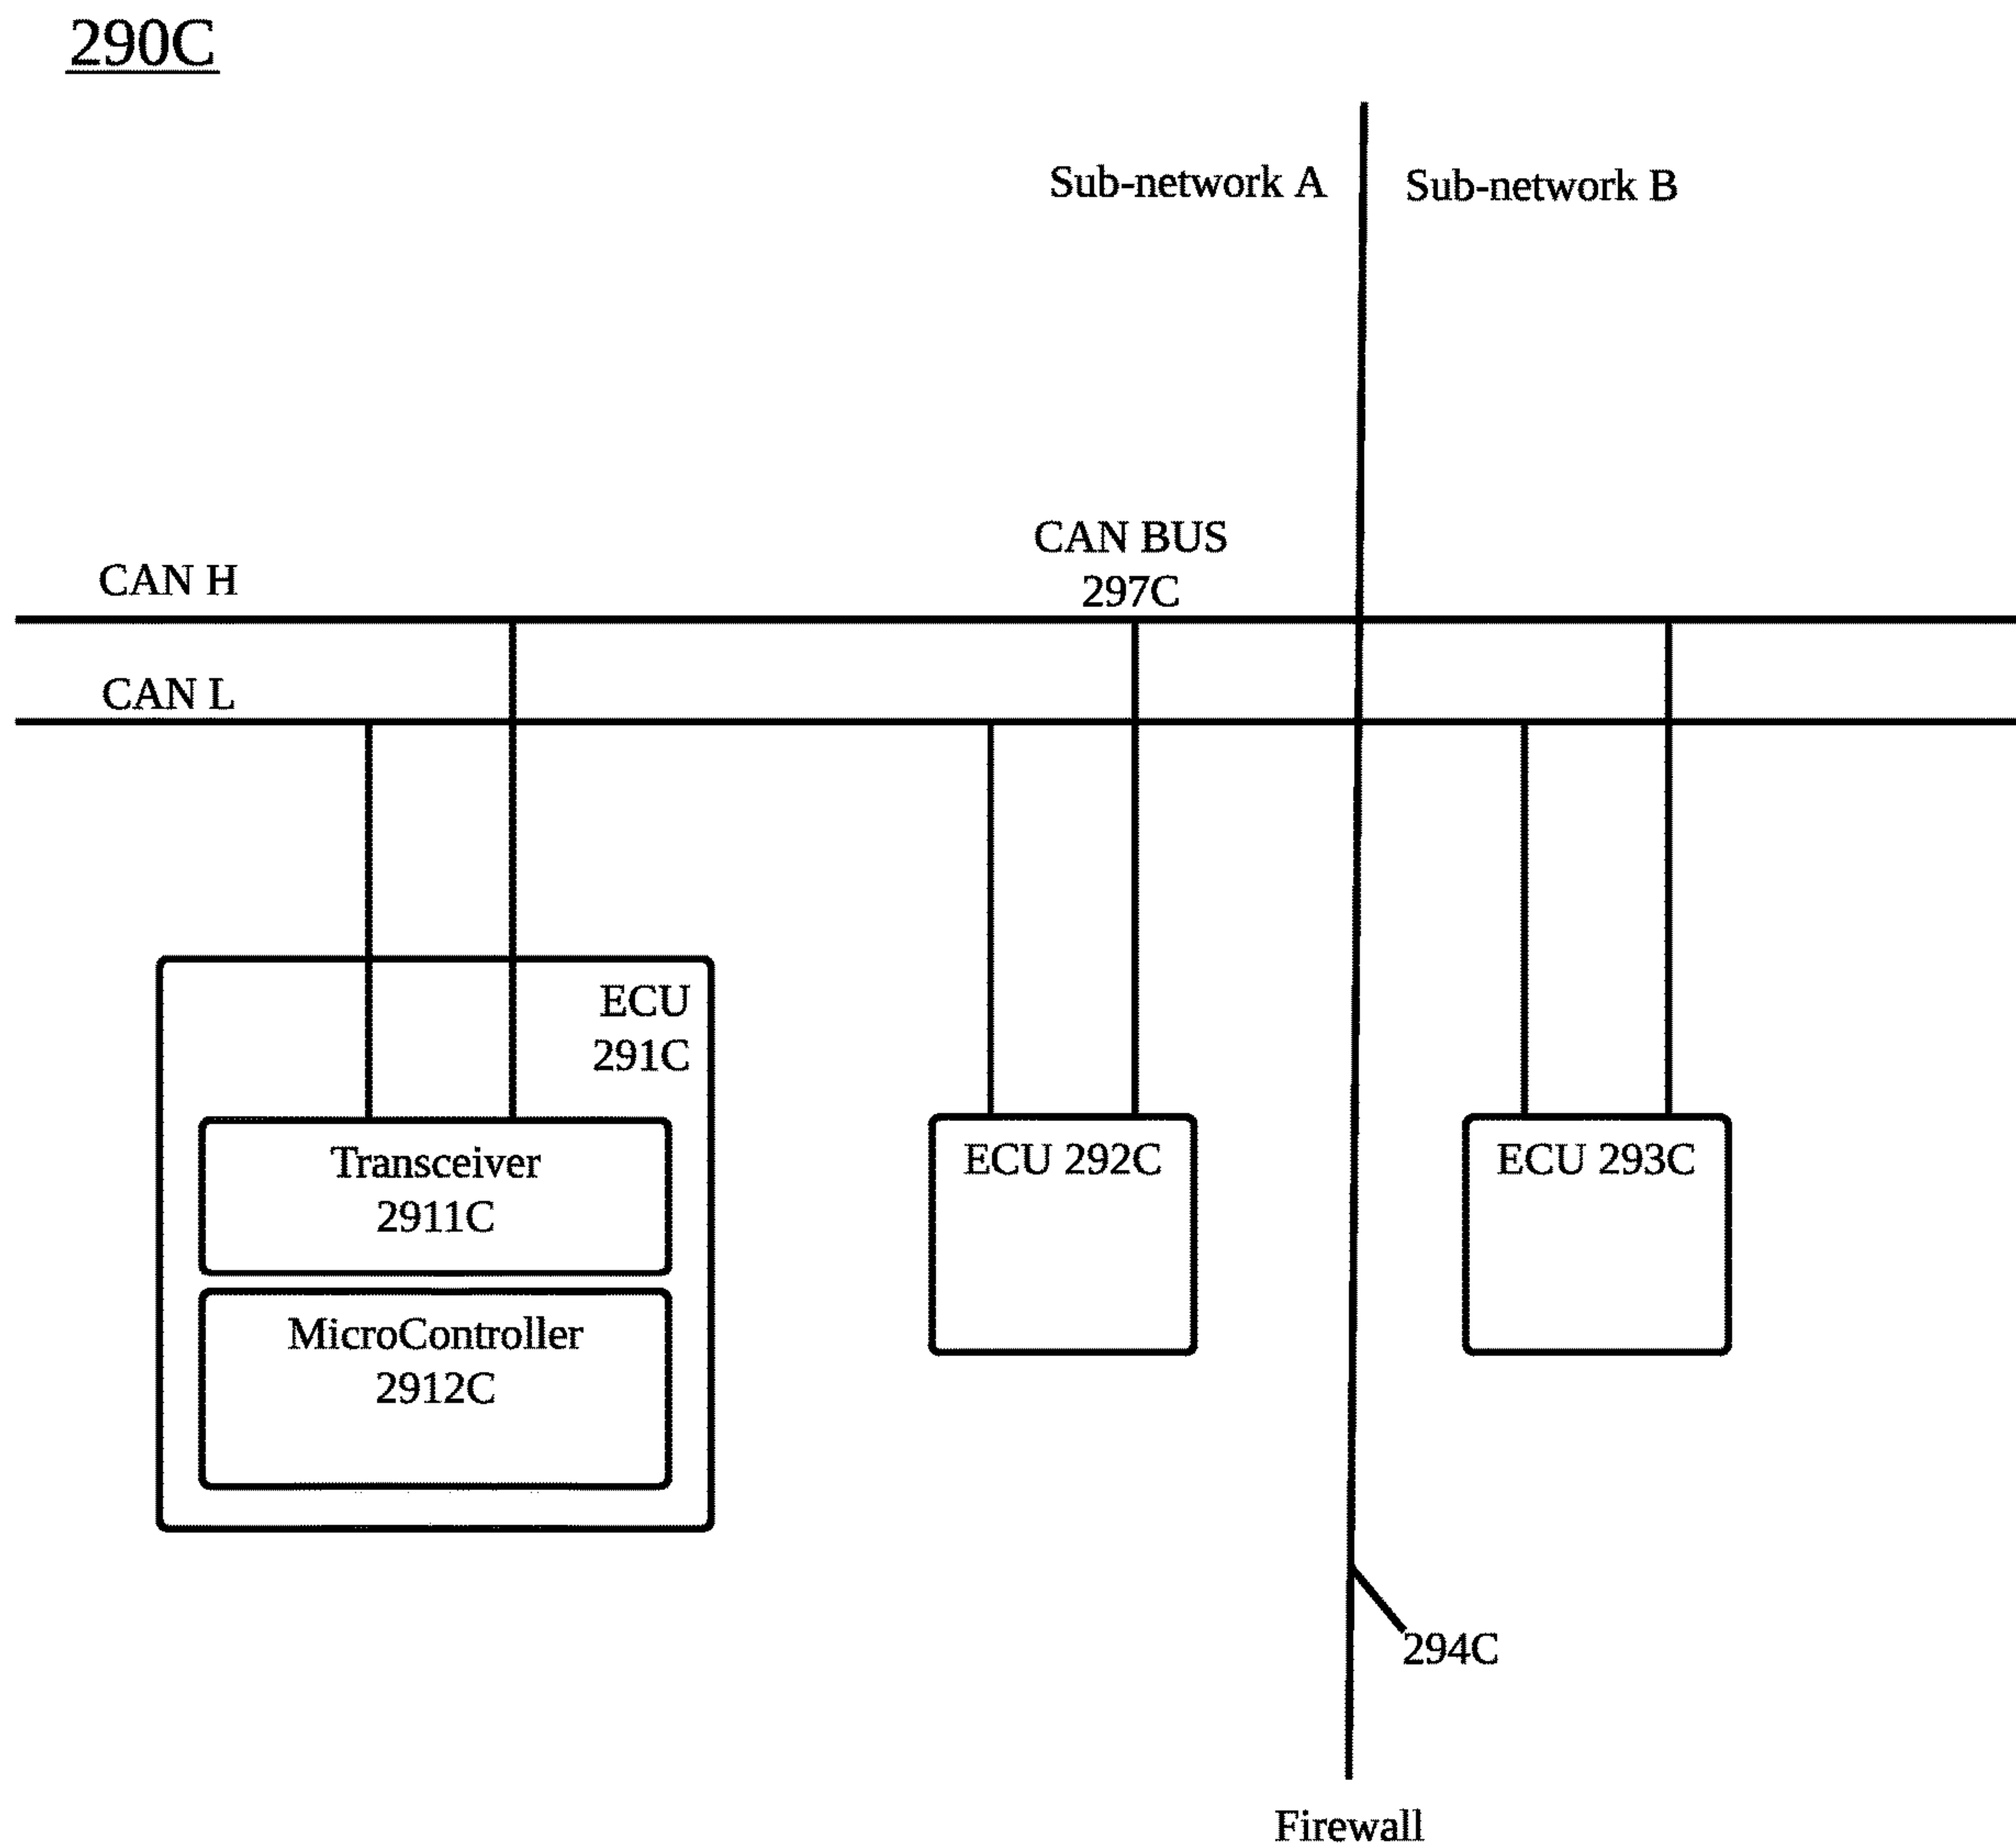 290C
Sub-network A
Sub-network B
CAN BUS
297C
CAN H
CAN L
ECU
291C
Transceiver
2911C
MicroController
2912C
ECU 292C
ECU 293C
294C
Firewall